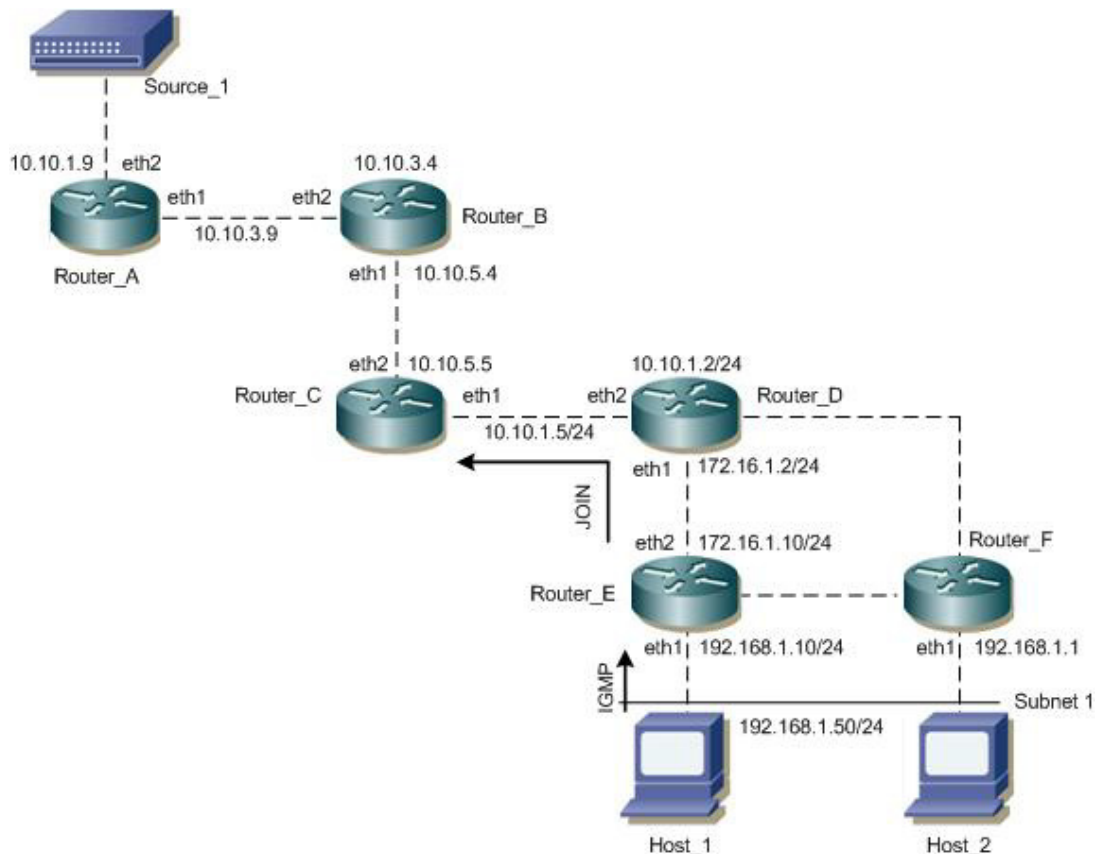 Source_1
10.10.1.9 eth2
10.10.3.4
eth1
eth2
Router_B
10.10.3.9
Router_A
eth1 10.10.5.4
eth2 10.10.5.5
10.10.1.2/24
Router_C
eth1
eth2
Router_D
10.10.1.5/24
eth1 172.16.1.2/24
JOIN
eth2 172.16.1.10/24
Router_F
Router_E
eth1 192.168.1.10/24
eth1 192.168.1.1
IGMP
Subnet 1
192.168.1.50/24
Host_1
Host_2